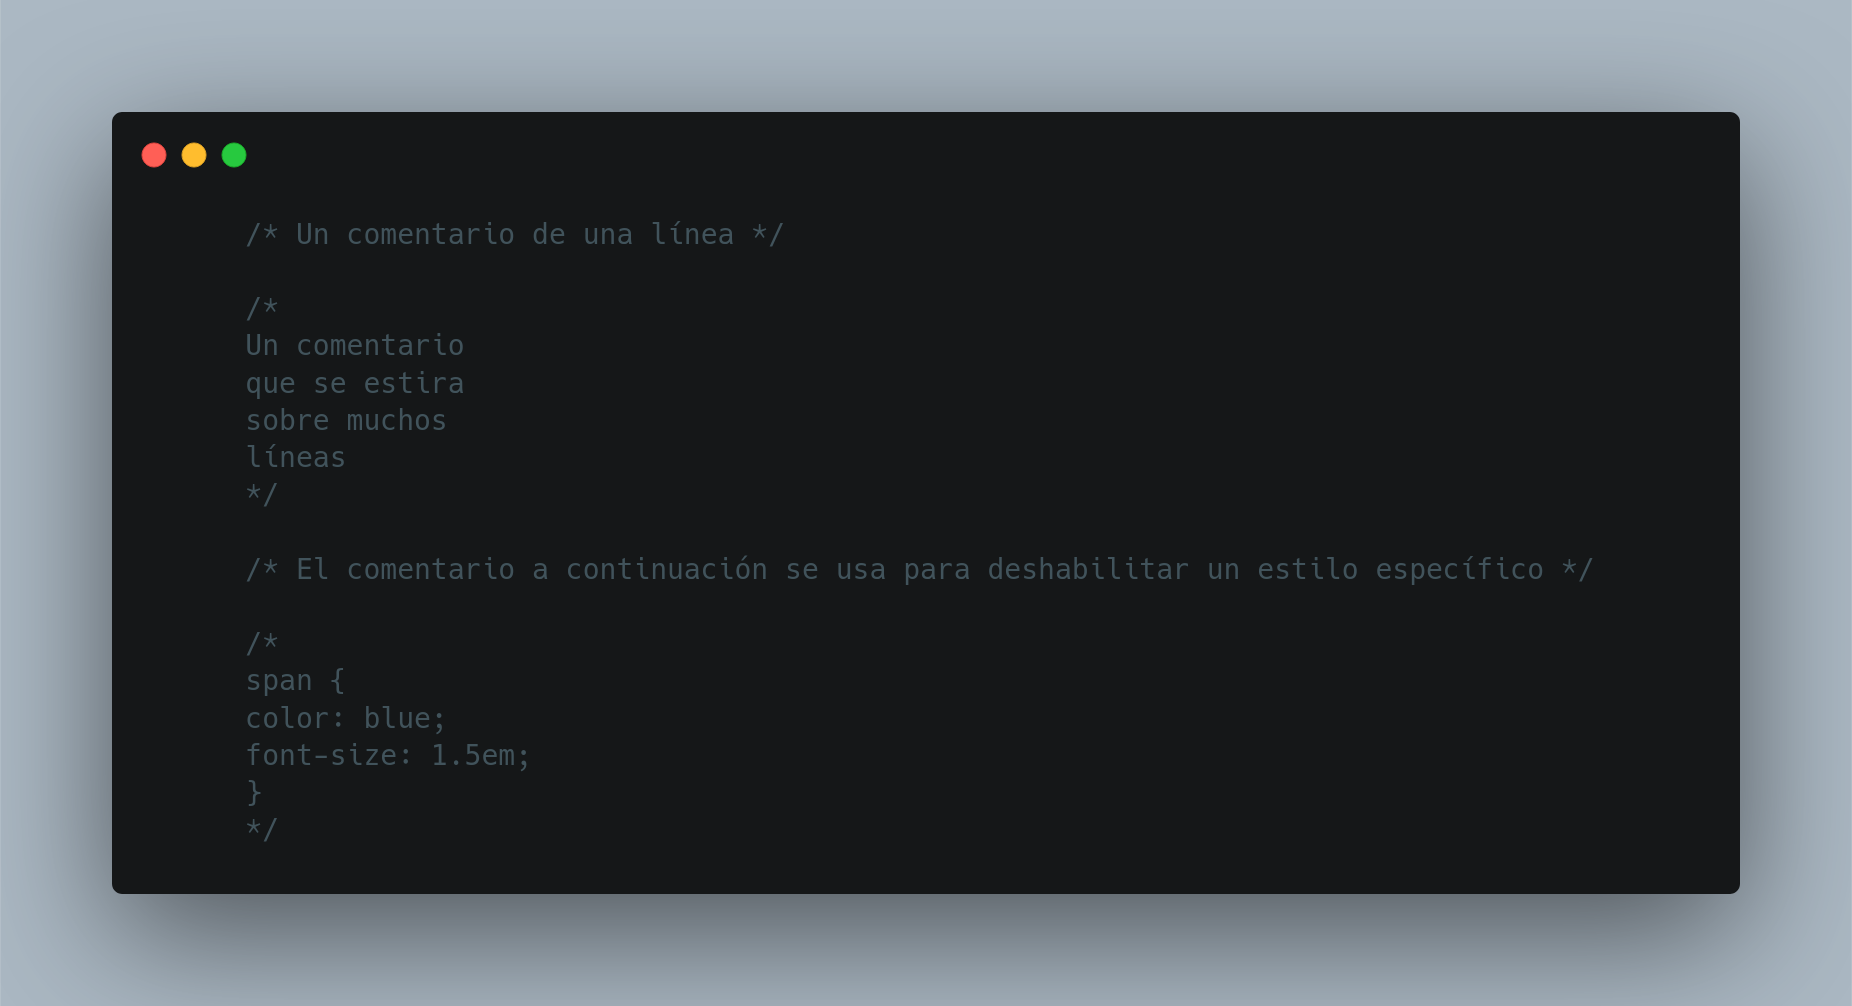 /* Un comentario de una línea */
/*
Un comentario
que se estira
sobre muchos
líneas
*/
/* El comentario a continuación se usa para deshabilitar un estilo específico */
/*
span {
color: blue;
font-size: 1.5em;
}
*/